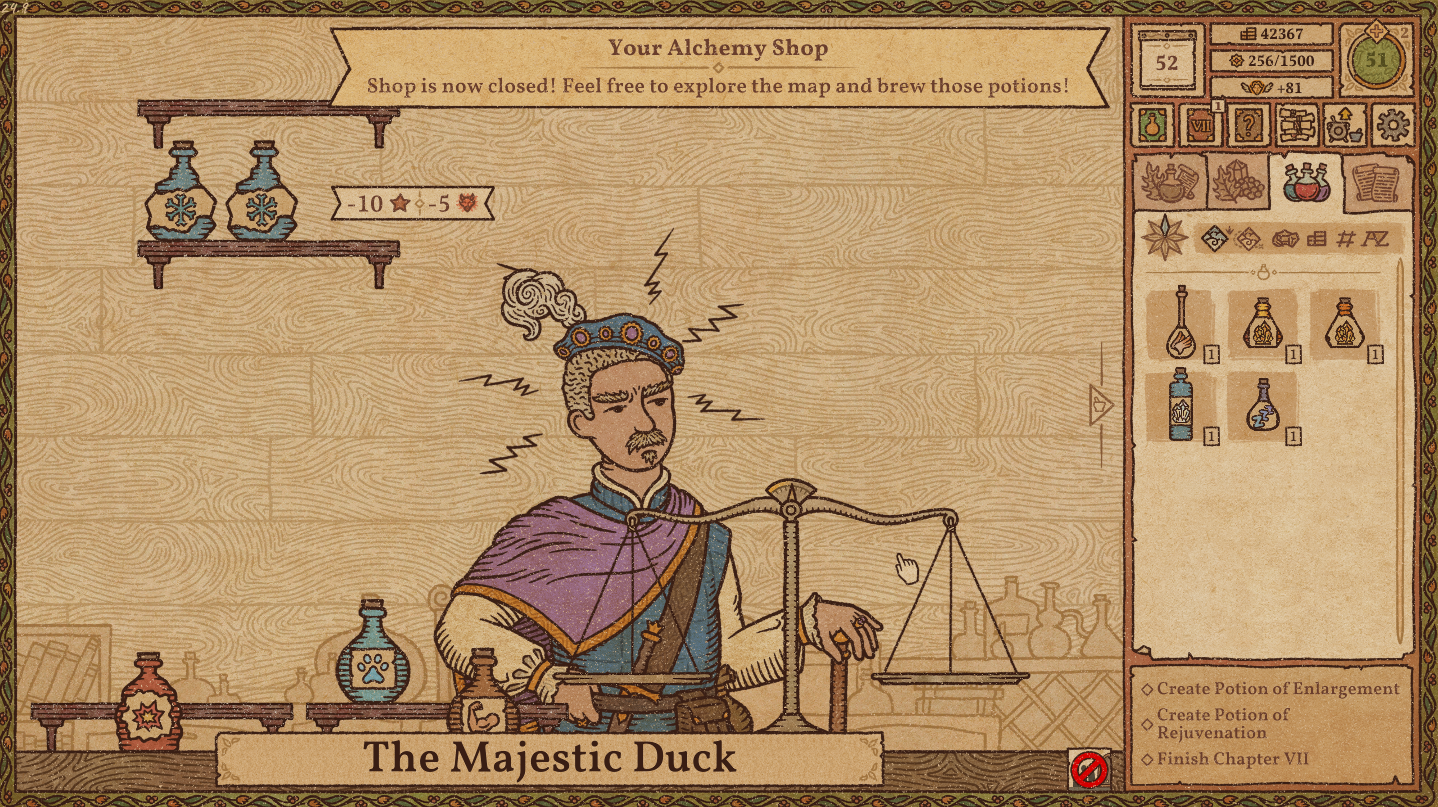 24.9
Your Alchemy Shop
Shop is now closed! Feel free to explore the map and brew those potions!
52
42367
256/1500
+81
2
51
1
VII
?
-10
-5
# AZ
1
1
1
1
1
Create Potion of Enlargement
Create Potion of
Rejuvenation
Finish Chapter VII
The Majestic Duck